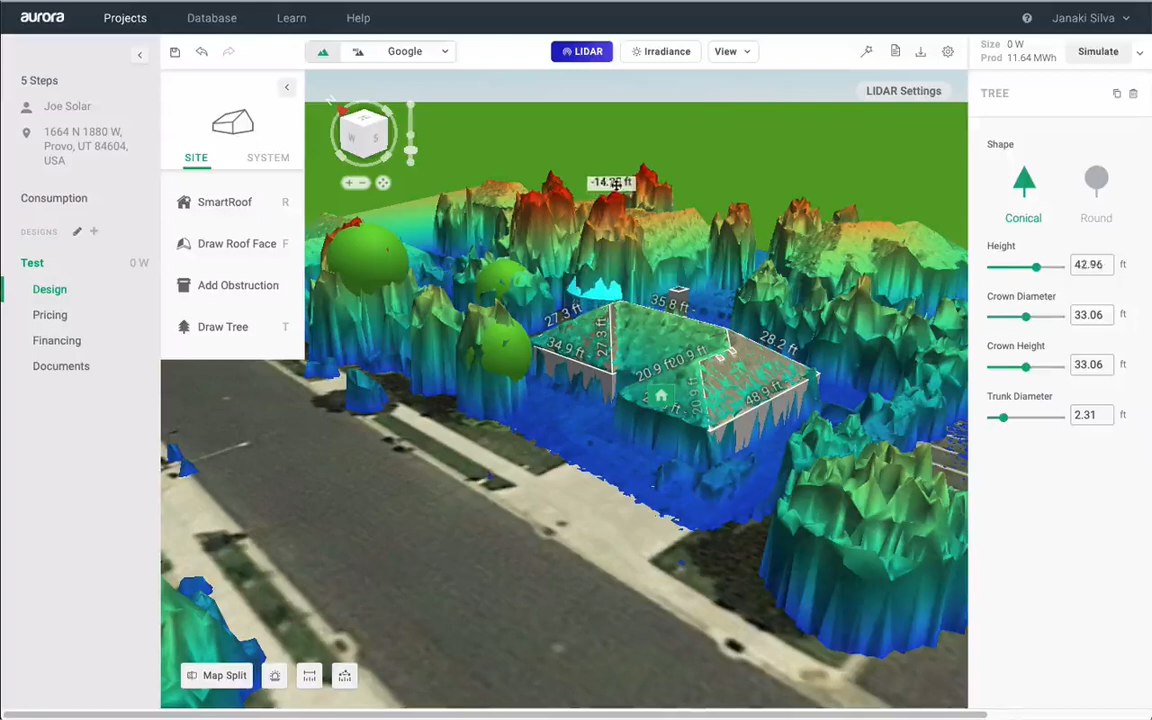 aurora
Projects
Database
Learn
Help
Janaki Silva
5 Steps
Joe Solar
1664 N 1880 W,
Provo, UT 84604,
USA
Consumption
DESIGNS
Test
0 W
Design
Pricing
Financing
Documents
SITE
SYSTEM
SmartRoof R
Draw Roof Face F
Add Obstruction
Draw Tree T
Google
LIDAR
Irradiance
View
Size 0 W
Prod 11.64 MWh
Simulate
LIDAR Settings
N
W
S
27.3 ft
34.9 ft
27.3 ft
35.8 ft
20.9 ft
20.9 ft
20.9 ft
28.2 ft
48.9 ft
Map Split
TREE
Shape
Conical
Round
Height
42.96 ft
Crown Diameter
33.06 ft
Crown Height
33.06 ft
Trunk Diameter
2.31 ft